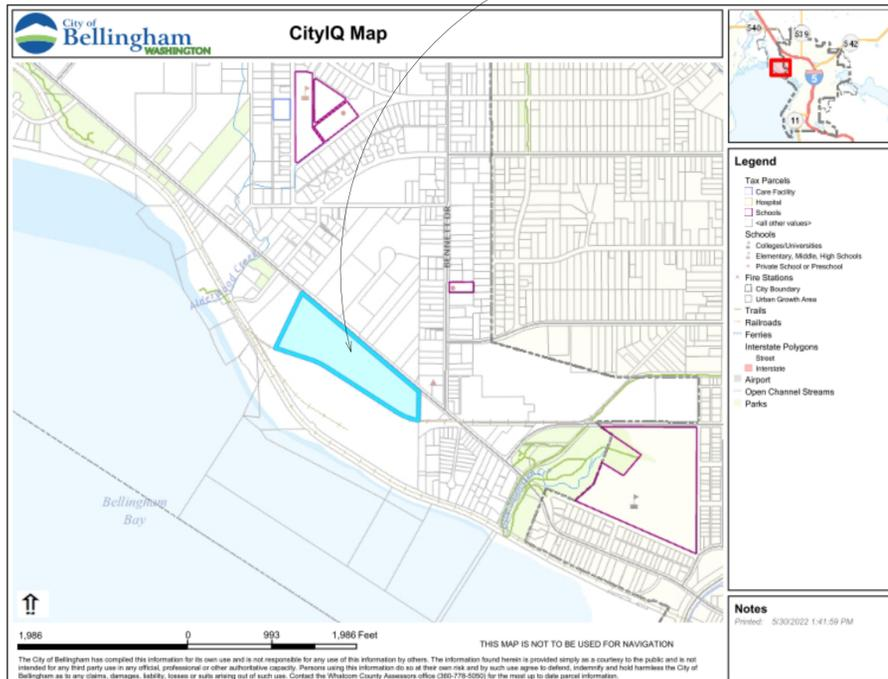 City of
Bellingham
WASHINGTON
CityIQ Map
540
539
542
5
11
BENNETT DR
Alderwood Creek
Bellingham
Bay
1,986
0
993
1,986 Feet
THIS MAP IS NOT TO BE USED FOR NAVIGATION
The City of Bellingham has compiled this information for its own use and is not responsible for any use of this information by others. The information found herein is provided simply as a courtesy to the public and is not
intended for any third party use in any official, professional or other authoritative capacity. Persons using this information do so at their own risk and by such use agree to defend, indemnify and hold harmless the City of
Bellingham as to any claims, damages, liability, losses or suits arising out of such use. Contact the Whatcom County Assessors office (360-778-5050) for the most up to date parcel information.
Legend
Tax Parcels
Care Facility
Hospital
Schools
<all other values>
Schools
Colleges/Universities
Elementary, Middle, High Schools
Private School or Preschool
Fire Stations
City Boundary
Urban Growth Area
Trails
Railroads
Ferries
Interstate Polygons
Street
Interstate
Airport
Open Channel Streams
Parks
Notes
Printed: 5/30/2022 1:41:59 PM